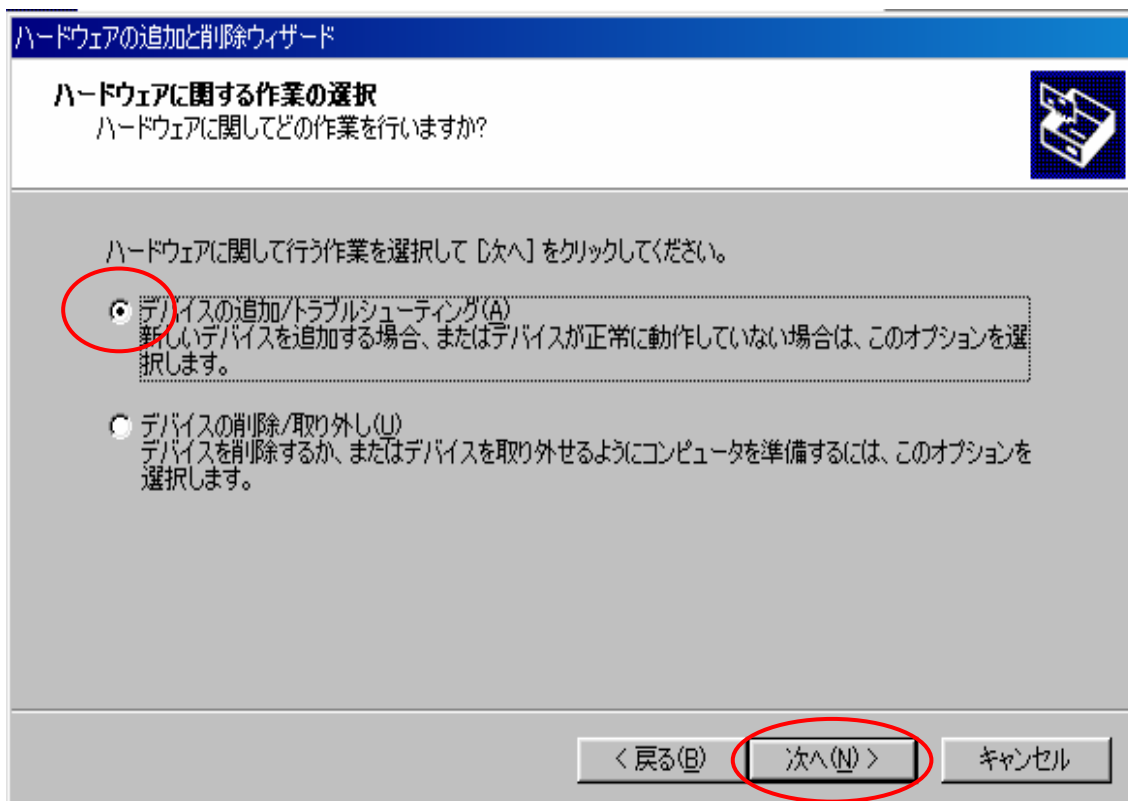 ハードウェアの追加と削除ウィザード
ハードウェアに関する作業の選択
ハードウェアに関してどの作業を行いますか?
ハードウェアに関して行う作業を選択して [次へ] をクリックしてください。
デバイスの追加/トラブルシューティング(A)
新しいデバイスを追加する場合、またはデバイスが正常に動作していない場合は、このオプションを選
択します。
デバイスの削除/取り外し(U)
デバイスを削除するか、またはデバイスを取り外せるようにコンピュータを準備するには、このオプションを
選択します。
< 戻る(B) 次へ(N) > キャンセル